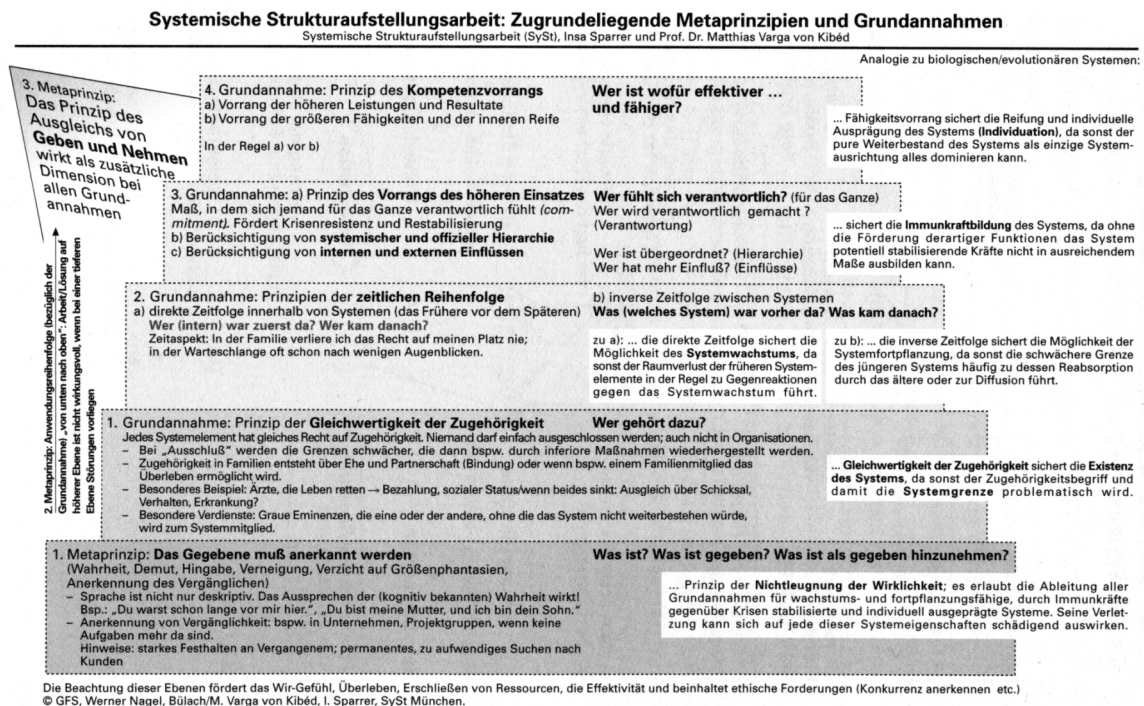 Systemische Strukturaufstellungsarbeit: Zugrundeliegende Metaprinzipien und Grundannahmen
Systemische Strukturaufstellungsarbeit (SySt), Insa Sparrer und Prof. Dr. Matthias Varga von Kibéd
Analogie zu biologischen/evolutionären Systemen:
3. Metaprinzip:
Das Prinzip des
Ausgleichs von
Geben und Nehmen
wirkt als zusätzliche
Dimension bei
allen Grund-
annahmen
4. Grundannahme: Prinzip des Kompetenzvorrangs
a) Vorrang der höheren Leistungen und Resultate
b) Vorrang der größeren Fähigkeiten und der inneren Reife
In der Regel a) vor b)
Wer ist wofür effektiver ...
und fähiger?
... Fähigkeitsvorrang sichert die Reifung und individuelle
Ausprägung des Systems (Individuation), da sonst der
pure Weiterbestand des Systems als einzige System-
ausrichtung alles dominieren kann.
3. Grundannahme: a) Prinzip des Vorrangs des höheren Einsatzes
Maß, in dem sich jemand für das Ganze verantwortlich fühlt (com-
mitment). Fördert Krisenresistenz und Restabilisierung
b) Berücksichtigung von systemischer und offizieller Hierarchie
c) Berücksichtigung von internen und externen Einflüssen
Wer fühlt sich verantwortlich? (für das Ganze)
Wer wird verantwortlich gemacht ?
(Verantwortung)
Wer ist übergeordnet? (Hierarchie)
Wer hat mehr Einfluß? (Einflüsse)
... sichert die Immunkraftbildung des Systems, da ohne
die Förderung derartiger Funktionen das System
potentiell stabilisierende Kräfte nicht in ausreichendem
Maße ausbilden kann.
2. Metaprinzip: Anwendungsreihenfolge (bezüglich der
Grundannahme) „von unten nach oben": Arbeit/Lösung auf
höherer Ebene ist nicht wirkungsvoll, wenn bei einer tieferen
Ebene Störungen vorliegen
2. Grundannahme: Prinzipien der zeitlichen Reihenfolge
a) direkte Zeitfolge innerhalb von Systemen (das Frühere vor dem Späteren)
Wer (intern) war zuerst da? Wer kam danach?
Zeitaspekt: In der Familie verliere ich das Recht auf meinen Platz nie;
in der Warteschlange oft schon nach wenigen Augenblicken.
b) inverse Zeitfolge zwischen Systemen
Was (welches System) war vorher da? Was kam danach?
zu a): ... die direkte Zeitfolge sichert die
Möglichkeit des Systemwachstums, da
sonst der Raumverlust der früheren System-
elemente in der Regel zu Gegenreaktionen
gegen das Systemwachstum führt.
zu b): ... die inverse Zeitfolge sichert die Möglichkeit der
Systemfortpflanzung, da sonst die schwächere Grenze
des jüngeren Systems häufig zu dessen Reabsorption
durch das ältere oder zur Diffusion führt.
1. Grundannahme: Prinzip der Gleichwertigkeit der Zugehörigkeit
Wer gehört dazu?
Jedes Systemelement hat gleiches Recht auf Zugehörigkeit. Niemand darf einfach ausgeschlossen werden; auch nicht in Organisationen.
– Bei „Ausschluß" werden die Grenzen schwächer, die dann bspw. durch inferiore Maßnahmen wiederhergestellt werden.
– Zugehörigkeit in Familien entsteht über Ehe und Partnerschaft (Bindung) oder wenn bspw. einem Familienmitglied das
Überleben ermöglicht wird.
– Besonderes Beispiel: Ärzte, die Leben retten → Bezahlung, sozialer Status/wenn beides sinkt: Ausgleich über Schicksal,
Verhalten, Erkrankung?
– Besondere Verdienste: Graue Eminenzen, die eine oder der andere, ohne die das System nicht weiterbestehen würde,
wird zum Systemmitglied.
... Gleichwertigkeit der Zugehörigkeit sichert die Existenz
des Systems, da sonst der Zugehörigkeitsbegriff und
damit die Systemgrenze problematisch wird.
1. Metaprinzip: Das Gegebene muß anerkannt werden
(Wahrheit, Demut, Hingabe, Verneigung, Verzicht auf Größenphantasien,
Anerkennung des Vergänglichen)
– Sprache ist nicht nur deskriptiv. Das Aussprechen der (kognitiv bekannten) Wahrheit wirkt!
Bsp.: „Du warst schon lange vor mir hier.", „Du bist meine Mutter, und ich bin dein Sohn."
– Anerkennung von Vergänglichkeit: bspw. in Unternehmen, Projektgruppen, wenn keine
Aufgaben mehr da sind.
Hinweise: starkes Festhalten an Vergangenem; permanentes, zu aufwendiges Suchen nach
Kunden
Was ist? Was ist gegeben? Was ist als gegeben hinzunehmen?
... Prinzip der Nichtleugnung der Wirklichkeit; es erlaubt die Ableitung aller
Grundannahmen für wachstums- und fortpflanzungsfähige, durch Immunkräfte
gegenüber Krisen stabilisierte und individuell ausgeprägte Systeme. Seine Verlet-
zung kann sich auf jede dieser Systemeigenschaften schädigend auswirken.
Die Beachtung dieser Ebenen fördert das Wir-Gefühl, Überleben, Erschließen von Ressourcen, die Effektivität und beinhaltet ethische Forderungen (Konkurrenz anerkennen etc.)
© GFS, Werner Nagel, Bülach/M. Varga von Kibéd, I. Sparrer, SySt München.